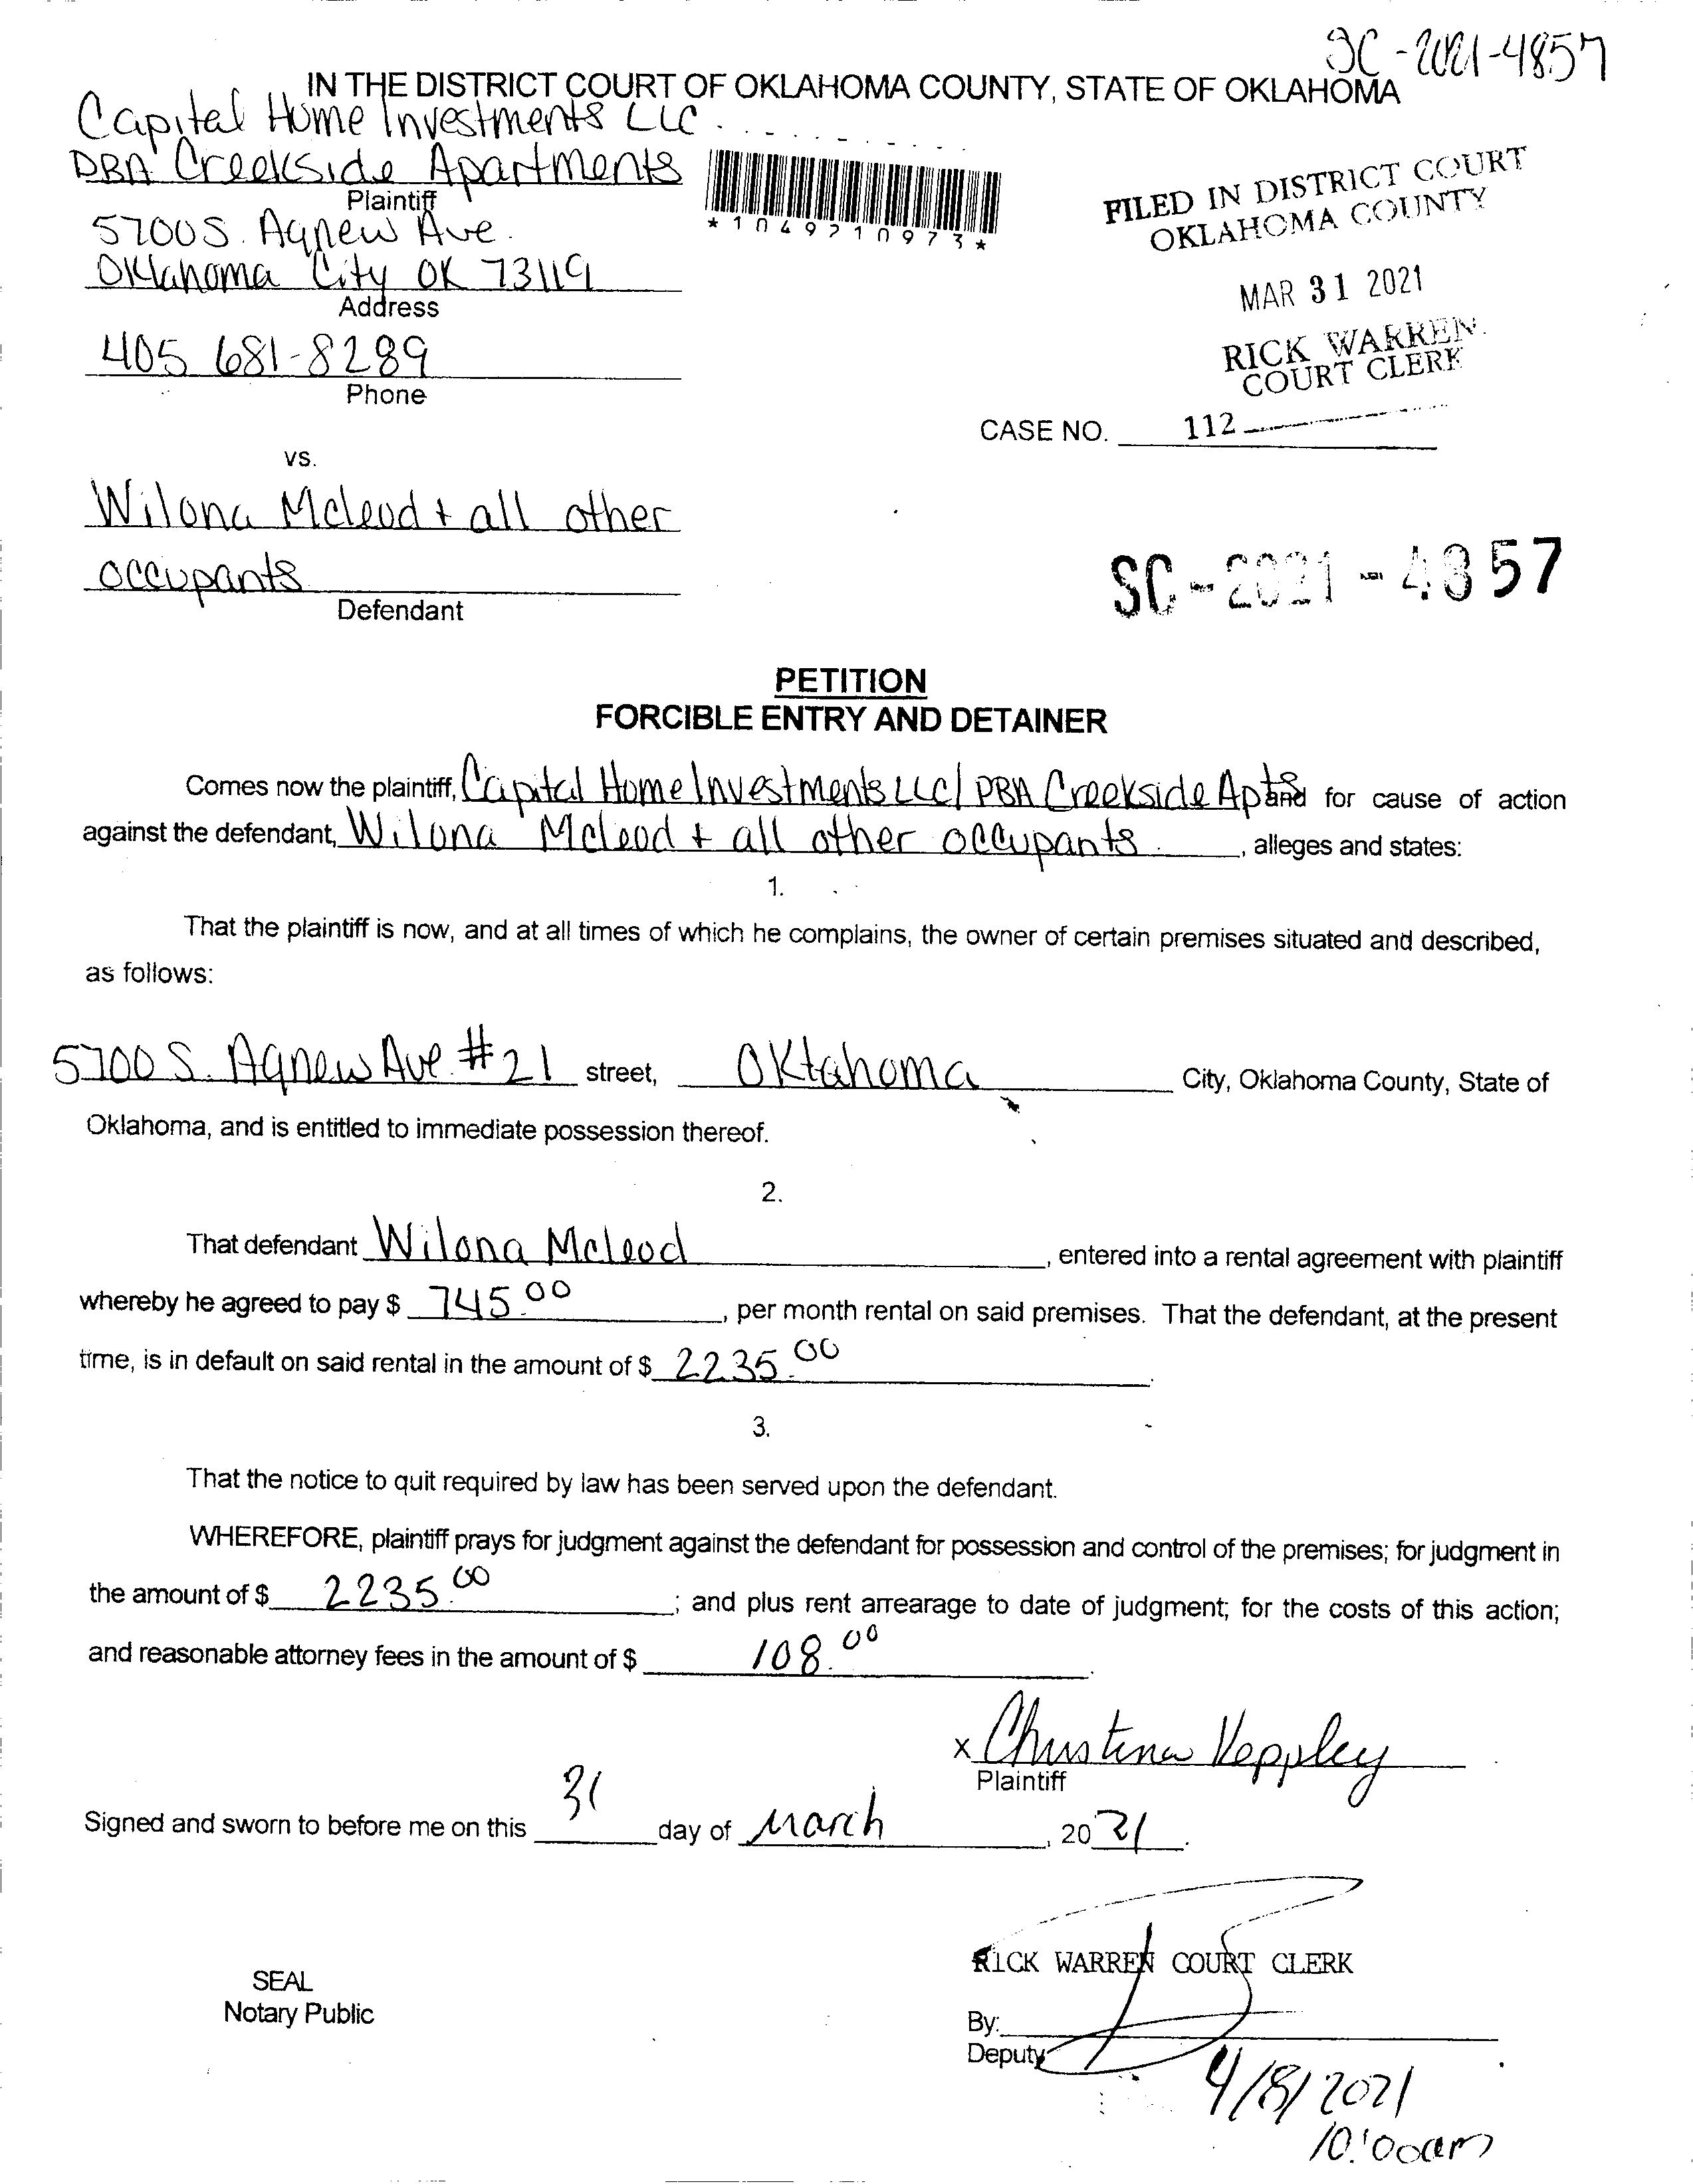 SC-2021-4857
IN THE DISTRICT COURT OF OKLAHOMA COUNTY, STATE OF OKLAHOMA
Capital Home Investments LLC
DBA Creekside Apartments
Plaintiff
5700 S. Agnew Ave.
Oklahoma City OK 73119
Address
405 681-8289
Phone
*1049710973*
FILED IN DISTRICT COURT
OKLAHOMA COUNTY
MAR 31 2021
RICK WARREN
COURT CLERK
CASE NO. 112
vs.
Wilona Mcleod + all other
occupants
Defendant
SC-2021-4857
PETITION
FORCIBLE ENTRY AND DETAINER
Comes now the plaintiff, Capital Home Investments LLC/ DBA Creekside Apts and for cause of action
against the defendant, Wilona Mcleod + all other occupants, alleges and states:
1.
That the plaintiff is now, and at all times of which he complains, the owner of certain premises situated and described,
as follows:
5700 S. Agnew Ave. #21 street, Oklahoma City, Oklahoma County, State of
Oklahoma, and is entitled to immediate possession thereof.
2.
That defendant Wilona Mcleod, entered into a rental agreement with plaintiff
whereby he agreed to pay $ 745.00, per month rental on said premises. That the defendant, at the present
time, is in default on said rental in the amount of $ 2235.00.
3.
That the notice to quit required by law has been served upon the defendant.
WHEREFORE, plaintiff prays for judgment against the defendant for possession and control of the premises; for judgment in
the amount of $ 2235.00; and plus rent arrearage to date of judgment; for the costs of this action;
and reasonable attorney fees in the amount of $ 108.00.
x Christina Keppley
Plaintiff
Signed and sworn to before me on this 31 day of March, 2021.
RICK WARREN COURT CLERK
SEAL
Notary Public
By:
Deputy
4/8/2021
10:00am